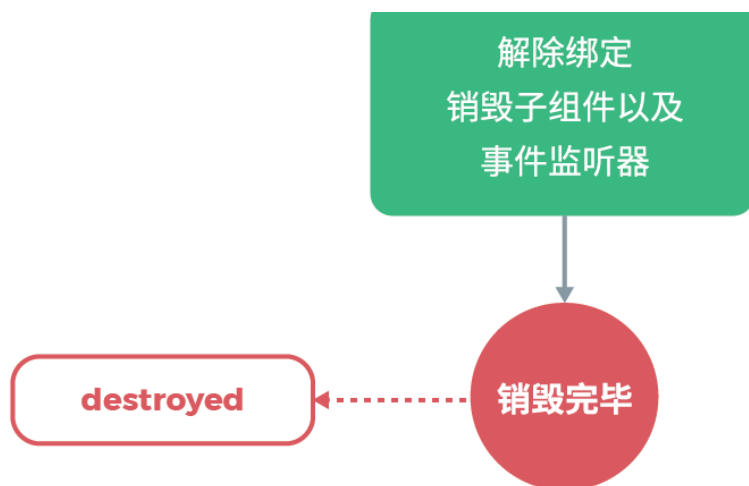 解除绑定
销毁子组件以及
事件监听器
destroyed
销毁完毕